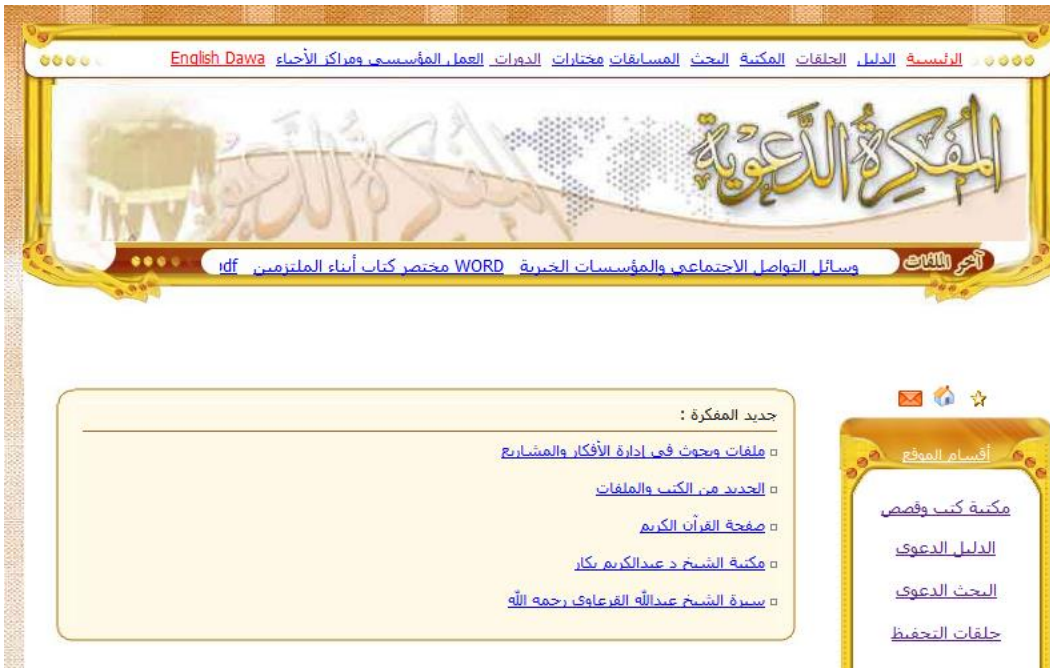 الرئيسية الدليل الحلقات المكتبة البحث المسابقات مختارات الدورات العمل المؤسسي ومراكز الأحياء English Dawa
المُفَكِّرَةُ الدَّعَوِيَّة
آخر الملفات وسائل التواصل الاجتماعي والمؤسسات الخيرية WORD مختصر كتاب أبناء الملتزمين pdf
جديد المفكرة :
ملفات وبحوث في إدارة الأفكار والمشاريع
الجديد من الكتب والملفات
صفحة القرآن الكريم
مكتبة الشيخ د عبدالكريم بكار
سيرة الشيخ عبدالله القرعاوي رحمه الله
أقسام الموقع
مكتبة كتب وقصص
الدليل الدعوي
البحث الدعوي
حلقات التحفيظ